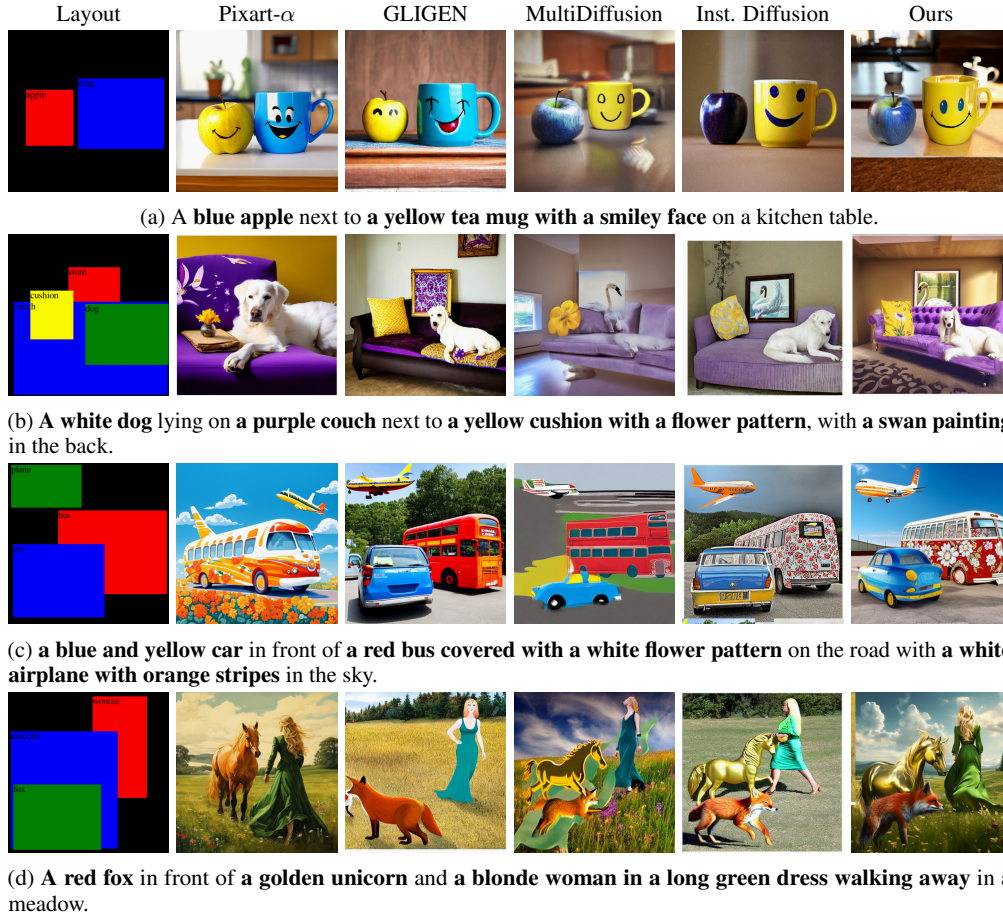 Layout Pixart-α GLIGEN MultiDiffusion Inst. Diffusion Ours
apple
mug
(a) A blue apple next to a yellow tea mug with a smiley face on a kitchen table.
swan
cushion
couch
dog
(b) A white dog lying on a purple couch next to a yellow cushion with a flower pattern, with a swan painting
in the back.
plane
bus
car
(c) a blue and yellow car in front of a red bus covered with a white flower pattern on the road with a white
airplane with orange stripes in the sky.
woman
unicorn
fox
(d) A red fox in front of a golden unicorn and a blonde woman in a long green dress walking away in a
meadow.